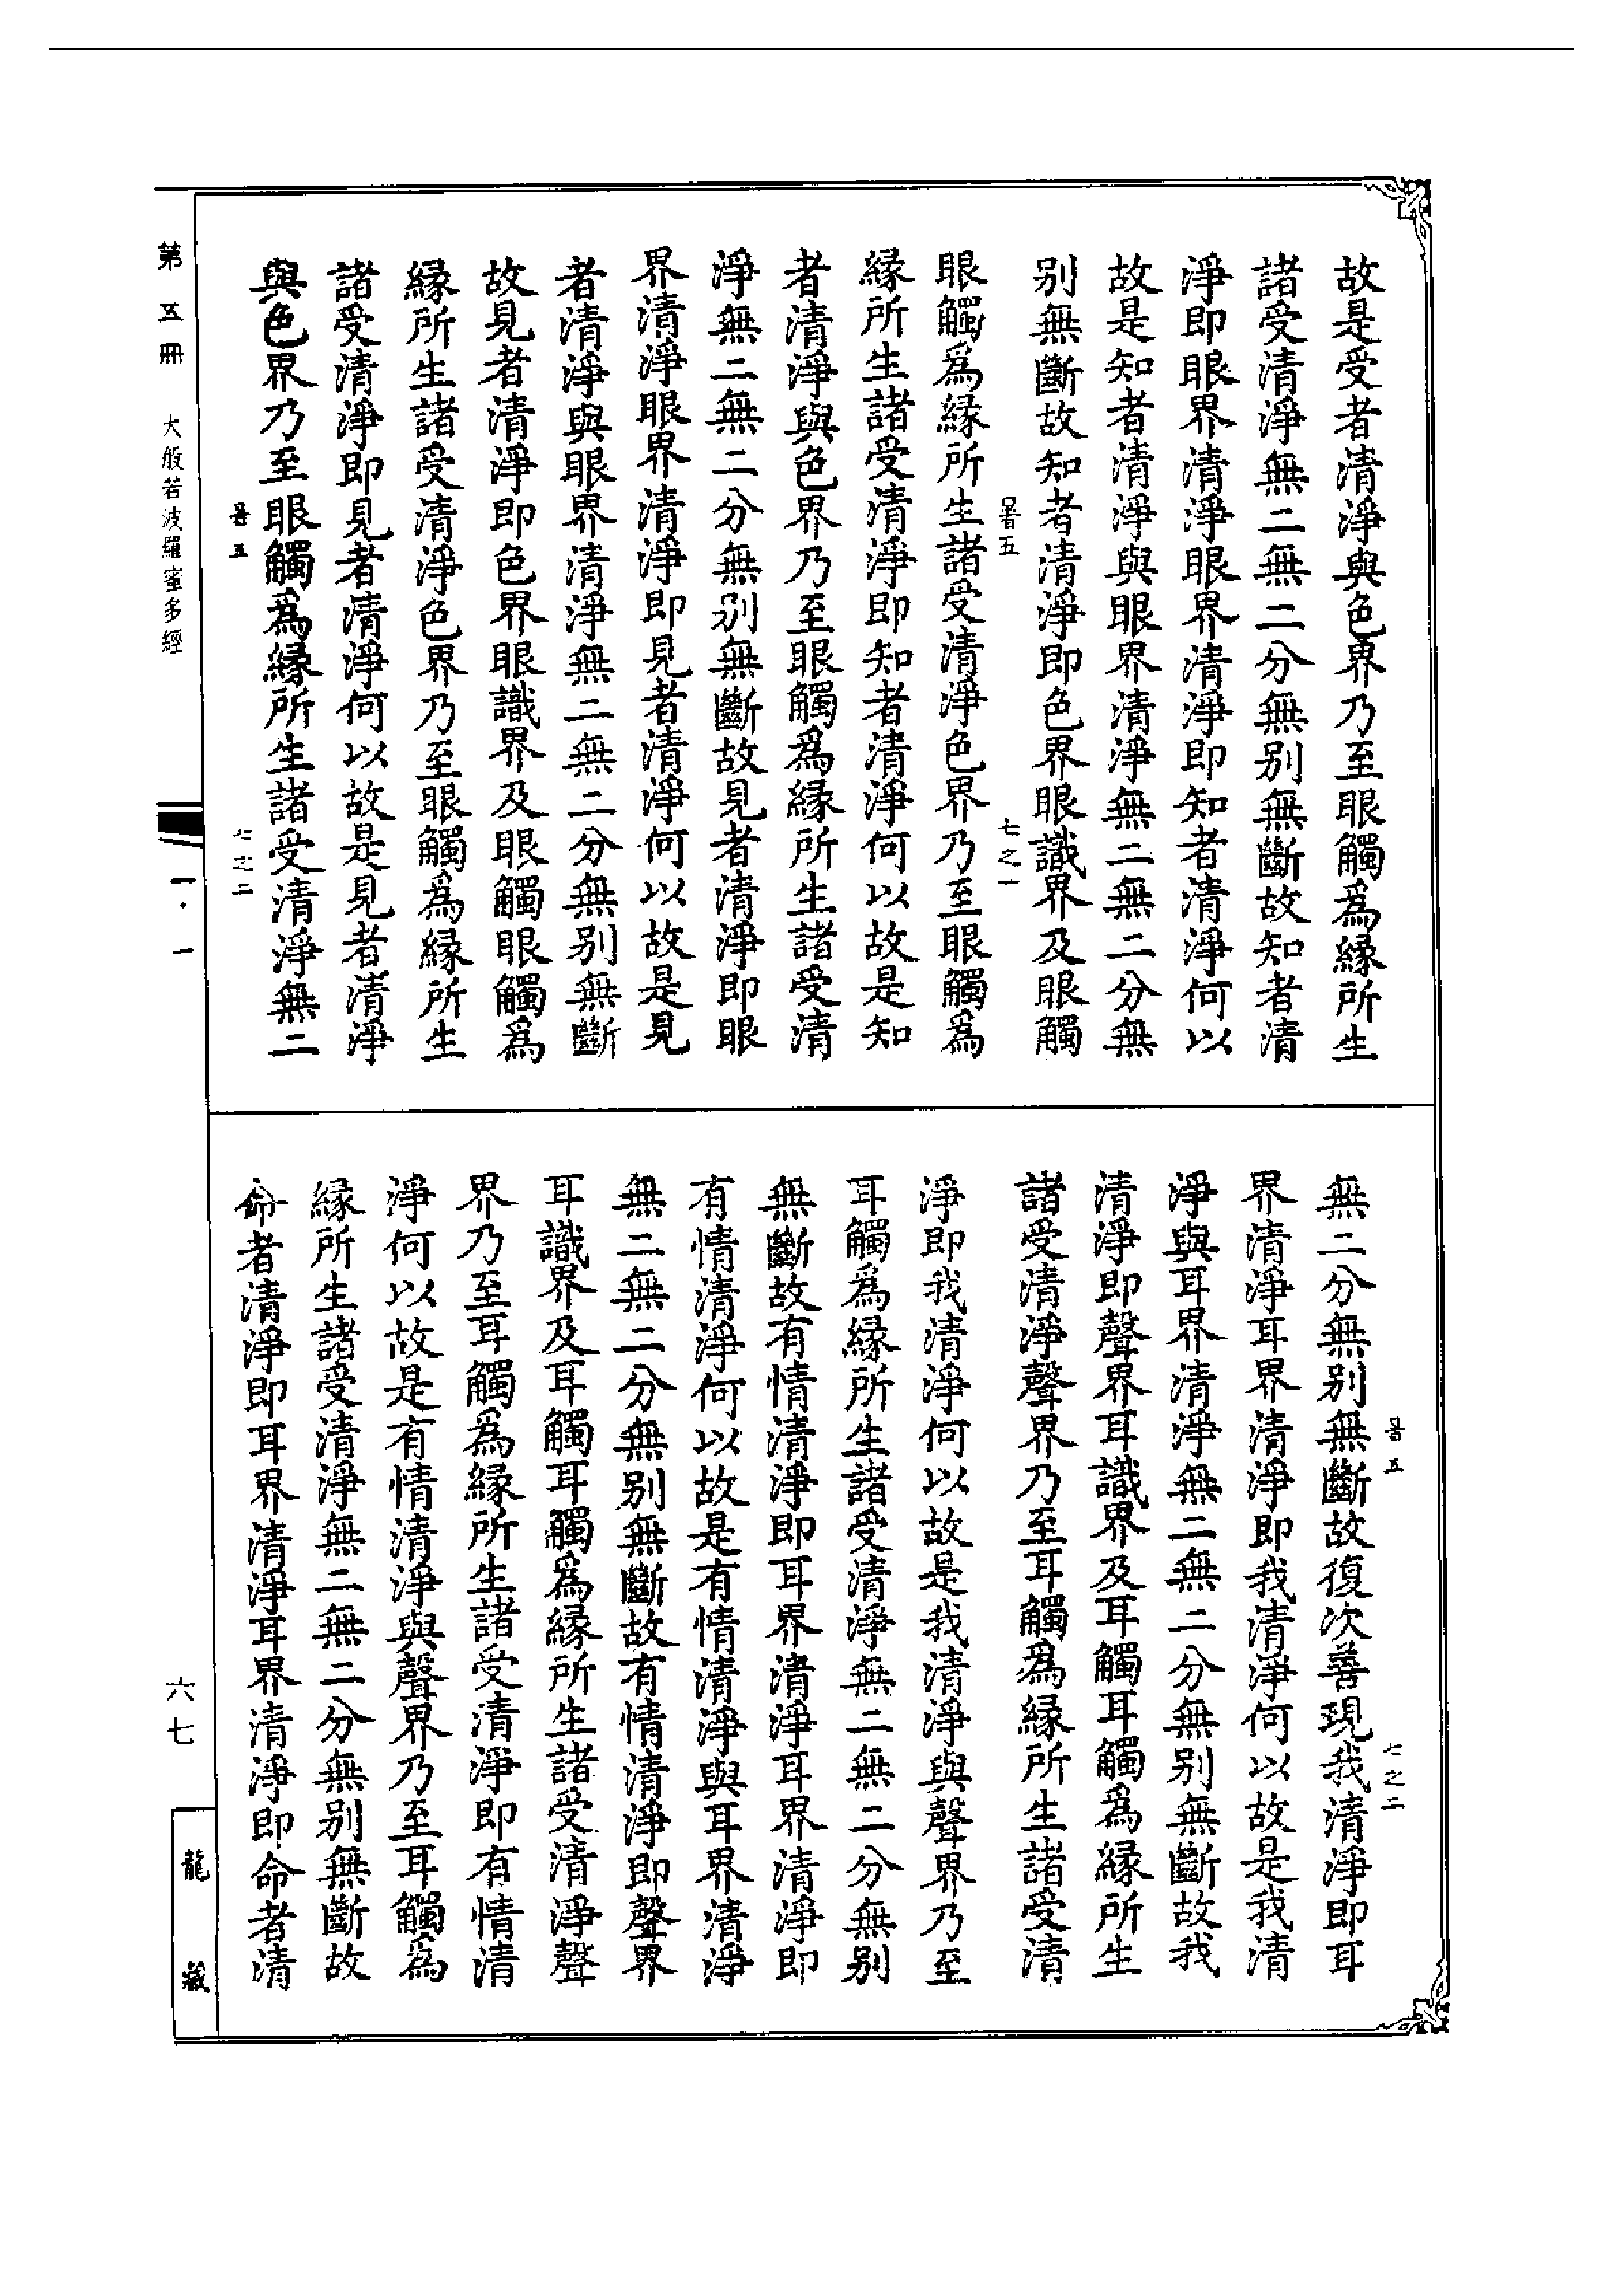 故是受者清淨與色界乃至眼觸爲縁所生
諸受清淨無二無二分無别無斷故知者清
淨即眼界清淨眼界清淨即知者清淨何以
故是知者清淨與眼界清淨無二無二分無
别無斷故知者清淨即色界眼識界及眼觸
暑五 七之一
眼觸爲縁所生諸受清淨色界乃至眼觸爲
縁所生諸受清淨即知者清淨何以故是知
者清淨與色界乃至眼觸爲縁所生諸受清
淨無二無二分無别無斷故見者清淨即眼
界清淨眼界清淨即見者清淨何以故是見
者清淨與眼界清淨無二無二分無别無斷
故見者清淨即色界眼識界及眼觸眼觸爲
縁所生諸受清淨色界乃至眼觸爲縁所生
諸受清淨即見者清淨何以故是見者清淨
與色界乃至眼觸爲縁所生諸受清淨無二
暑五 七之二
暑五 七之二
無二分無别無斷故復次善現我清淨即耳
界清淨耳界清淨即我清淨何以故是我清
淨與耳界清淨無二無二分無别無斷故我
清淨即聲界耳識界及耳觸耳觸爲縁所生
諸受清淨聲界乃至耳觸爲縁所生諸受清
淨即我清淨何以故是我清淨與聲界乃至
耳觸爲縁所生諸受清淨無二無二分無别
無斷故有情清淨即耳界清淨耳界清淨即
有情清淨何以故是有情清淨與耳界清淨
無二無二分無别無斷故有情清淨即聲界
耳識界及耳觸耳觸爲縁所生諸受清淨聲
界乃至耳觸爲縁所生諸受清淨即有情清
淨何以故是有情清淨與聲界乃至耳觸爲
縁所生諸受清淨無二無二分無别無斷故
命者清淨即耳界清淨耳界清淨即命者清
第五冊 大般若波羅蜜多經 一·一 六七 龍藏